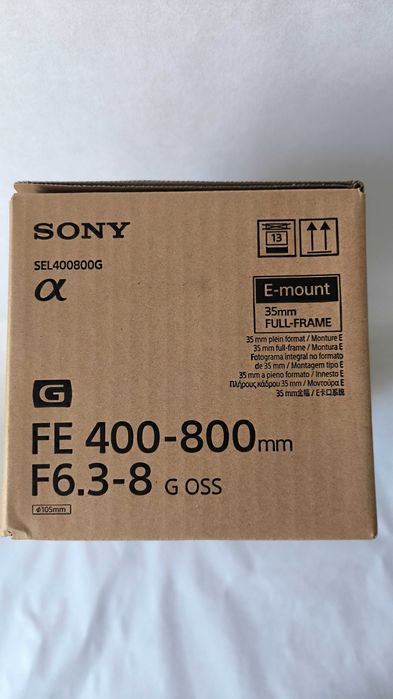 SONY
13
SEL400800G
α
E-mount
35mm
FULL-FRAME
35 mm plein format / Monture E
35 mm full-frame / Montura E
Fotograma integral no formato
de 35 mm / Montagem tipo E
35 mm a pieno formato / Innesto E
Πλήρους κάδρου 35 mm / Μοντούρα E
35 mm全幅 / E卡口系统
G
FE 400-800mm
F6.3-8 G OSS
φ105mm